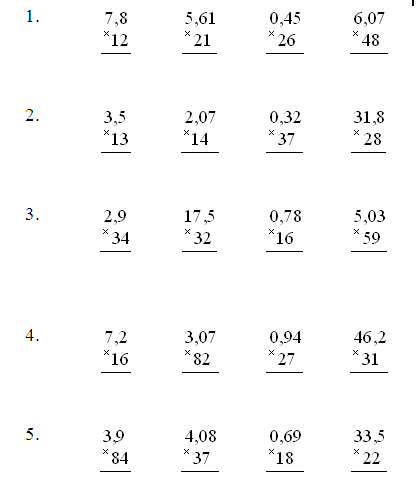 1. 7,8 5,61 0,45 6,07
×12 ×21 ×26 ×48
2. 3,5 2,07 0,32 31,8
×13 ×14 ×37 ×28
3. 2,9 17,5 0,78 5,03
×34 ×32 ×16 ×59
4. 7,2 3,07 0,94 46,2
×16 ×82 ×27 ×31
5. 3,9 4,08 0,69 33,5
×84 ×37 ×18 ×22